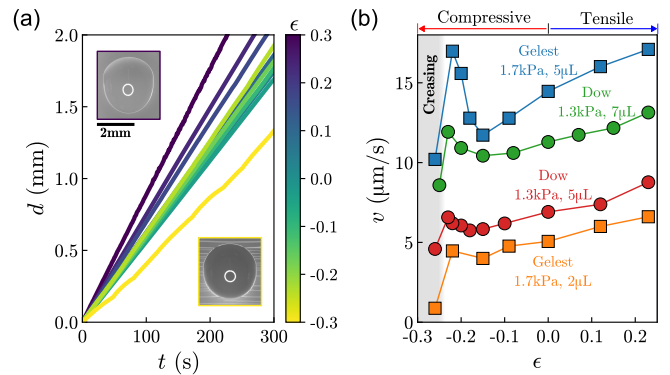 (a)
2.0
1.5
1.0
0.5
0.0
d (mm)
0
100
200
300
t (s)
2mm
ϵ
0.3
0.2
0.1
0.0
-0.1
-0.2
-0.3
(b)
Compressive
Tensile
Creasing
Gelest
1.7kPa, 5μL
Dow
1.3kPa, 7μL
Dow
1.3kPa, 5μL
Gelest
1.7kPa, 2μL
15
10
5
0
v (μm/s)
-0.3
-0.2
-0.1
0.0
0.1
0.2
ϵ